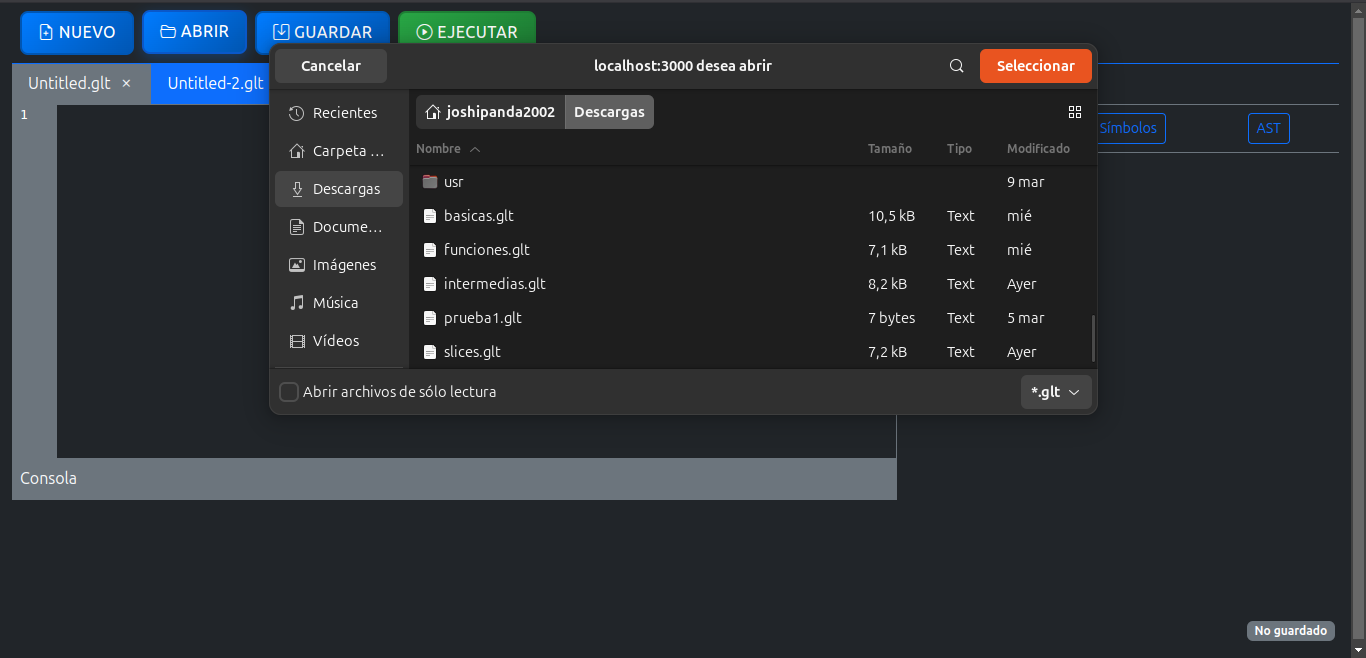 NUEVO ABRIR GUARDAR EJECUTAR
Cancelar localhost:3000 desea abrir Seleccionar
Untitled.glt × Untitled-2.glt
1
Recientes
Carpeta ...
Descargas
Docume...
Imágenes
Música
Vídeos
joshipanda2002 Descargas
Nombre Tamaño Tipo Modificado
usr 9 mar
basicas.glt 10,5 kB Text mié
funciones.glt 7,1 kB Text mié
intermedias.glt 8,2 kB Text Ayer
prueba1.glt 7 bytes Text 5 mar
slices.glt 7,2 kB Text Ayer
Abrir archivos de sólo lectura *.glt
Símbolos AST
Consola
No guardado